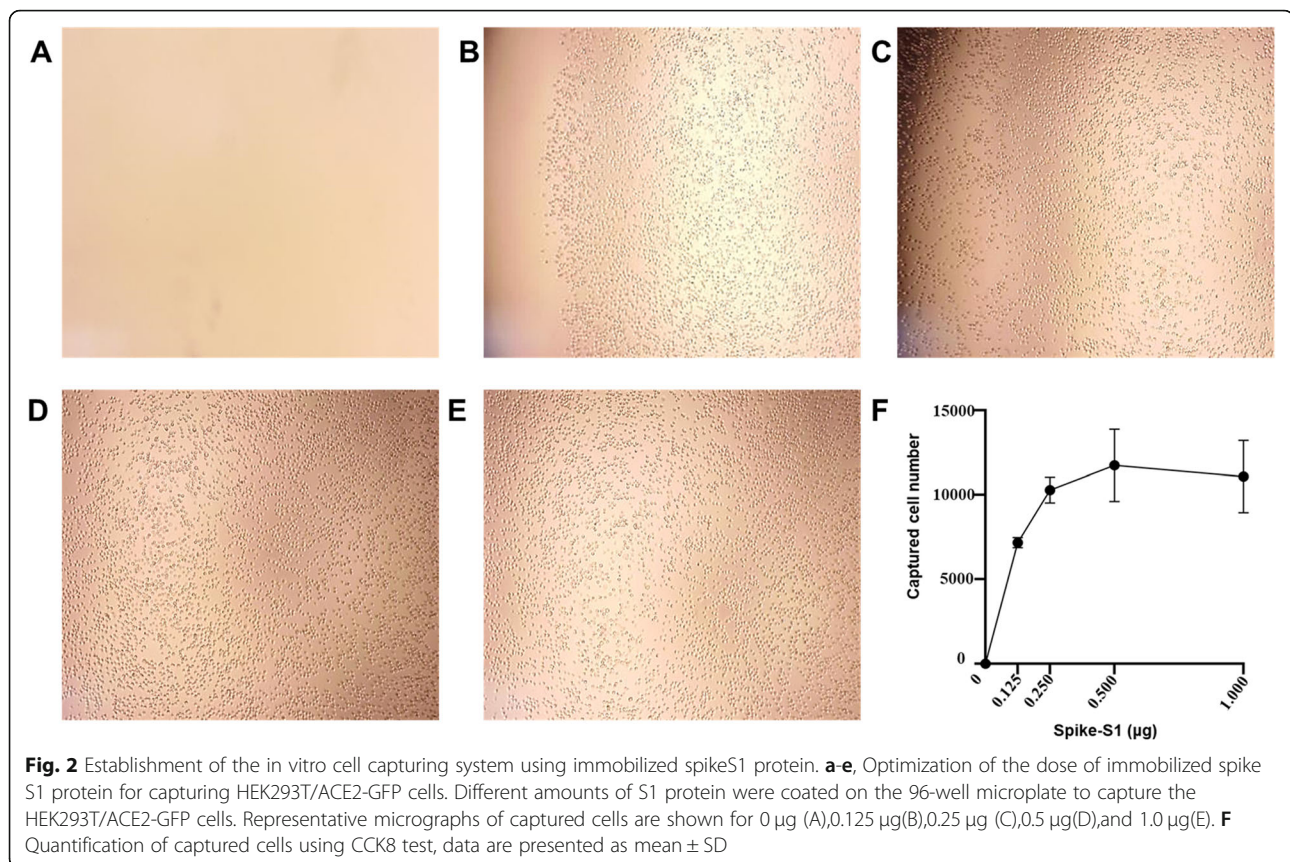 A
B
C
D
E
F
15000
10000
5000
0
0
0.125
0.250
0.500
1.000
Captured cell number
Spike-S1 (µg)
Fig. 2 Establishment of the in vitro cell capturing system using immobilized spikeS1 protein. a-e, Optimization of the dose of immobilized spike
S1 protein for capturing HEK293T/ACE2-GFP cells. Different amounts of S1 protein were coated on the 96-well microplate to capture the
HEK293T/ACE2-GFP cells. Representative micrographs of captured cells are shown for 0 µg (A),0.125 µg(B),0.25 µg (C),0.5 µg(D),and 1.0 µg(E). F
Quantification of captured cells using CCK8 test, data are presented as mean ± SD